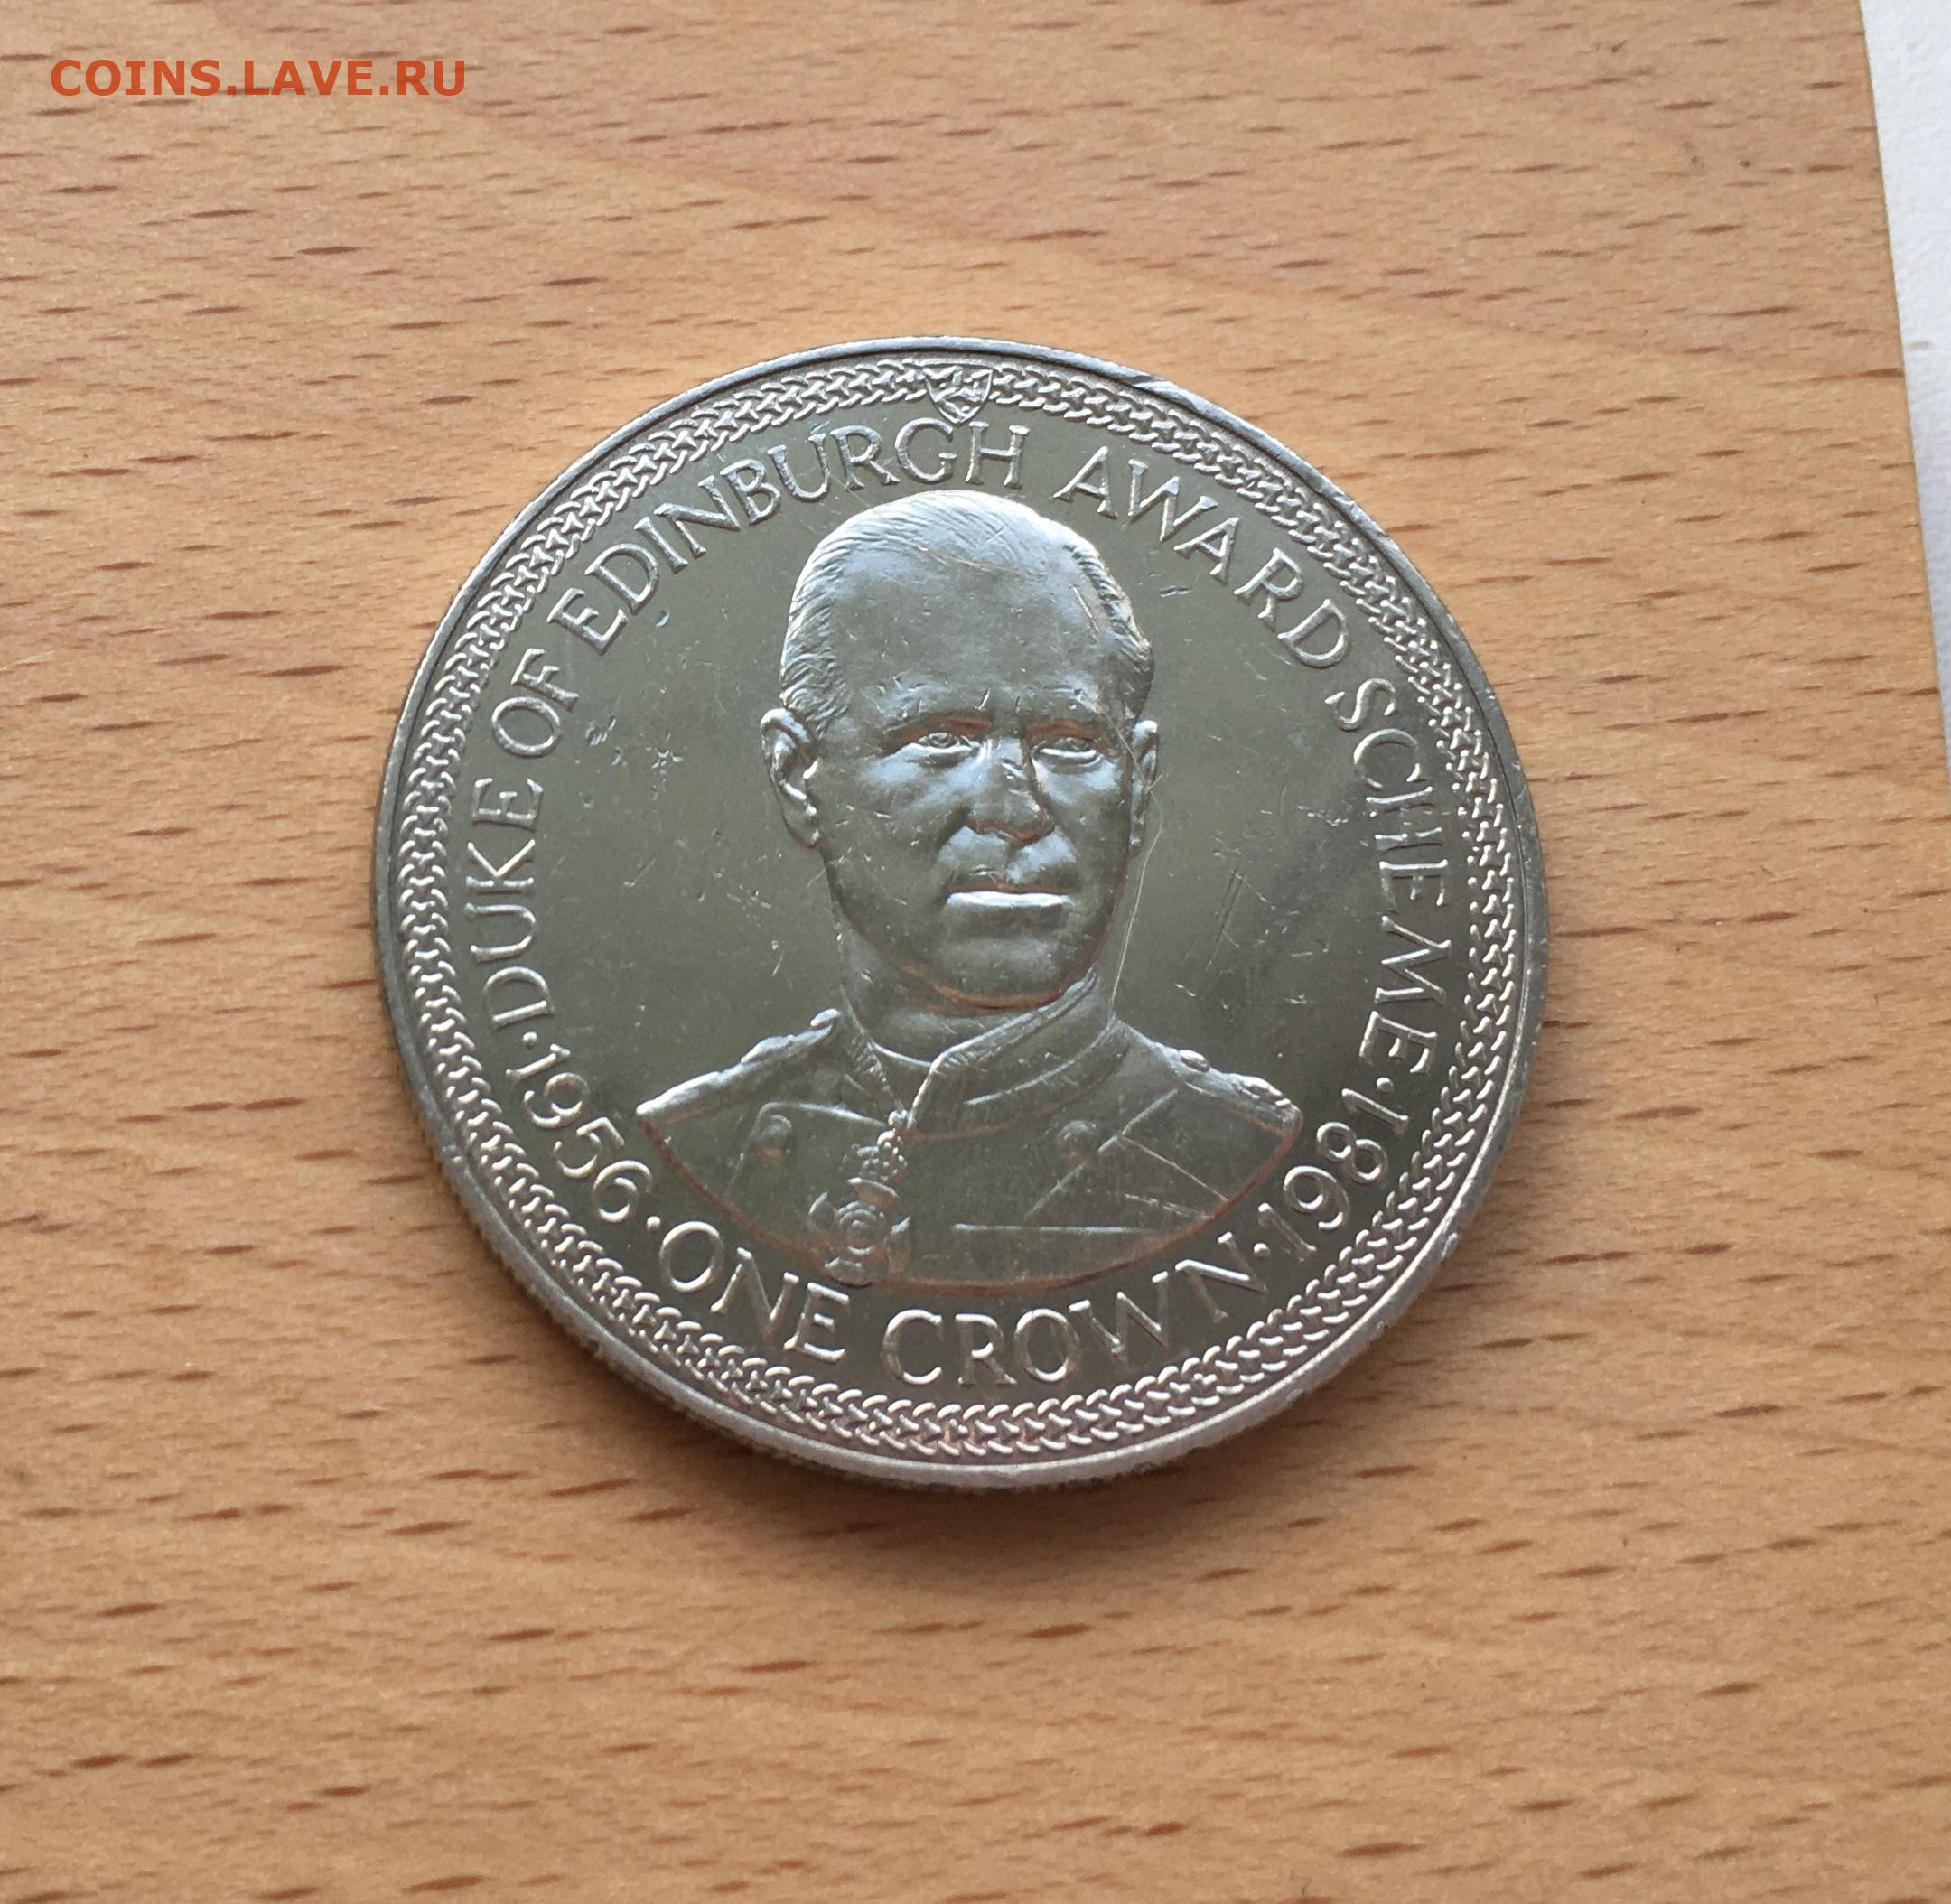 COINS.LAVE.RU
·DUKE OF EDINBURGH AWARD SCHEME·
1956·ONE CROWN·1981